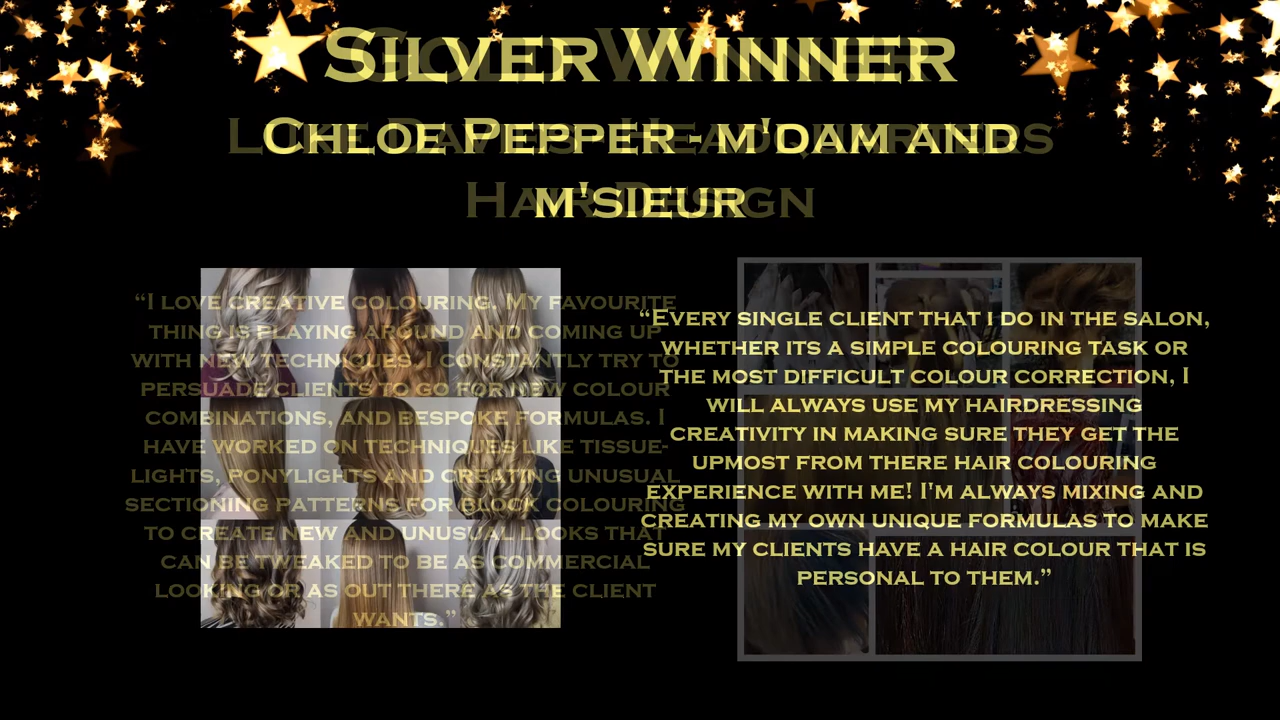 SILVER WINNER
GOLD WINNER
CHLOE PEPPER - M'DAM AND
M'SIEUR
LUKE DAVIES - HEADQUARTERS
HAIR DESIGN
“I LOVE CREATIVE COLOURING. MY FAVOURITE
THING IS PLAYING AROUND AND COMING UP
WITH NEW TECHNIQUES. I CONSTANTLY TRY TO
PERSUADE CLIENTS TO GO FOR NEW COLOUR
COMBINATIONS, AND BESPOKE FORMULAS. I
HAVE WORKED ON TECHNIQUES LIKE TISSUE-
LIGHTS, PONYLIGHTS AND CREATING UNUSUAL
SECTIONING PATTERNS FOR BLOCK COLOURING
TO CREATE NEW AND UNUSUAL LOOKS THAT
CAN BE TWEAKED TO BE AS COMMERCIAL
LOOKING OR AS OUT THERE AS THE CLIENT
WANTS.”
“EVERY SINGLE CLIENT THAT I DO IN THE SALON,
WHETHER ITS A SIMPLE COLOURING TASK OR
THE MOST DIFFICULT COLOUR CORRECTION, I
WILL ALWAYS USE MY HAIRDRESSING
CREATIVITY IN MAKING SURE THEY GET THE
UPMOST FROM THERE HAIR COLOURING
EXPERIENCE WITH ME! I'M ALWAYS MIXING AND
CREATING MY OWN UNIQUE FORMULAS TO MAKE
SURE MY CLIENTS HAVE A HAIR COLOUR THAT IS
PERSONAL TO THEM.”